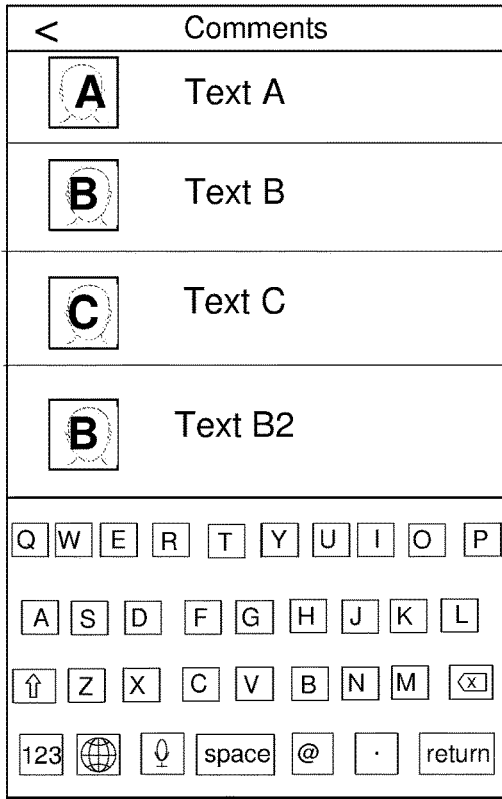 < Comments
A Text A
B Text B
C Text C
B Text B2
Q W E R T Y U I O P
A S D F G H J K L
⇧ Z X C V B N M ⌫
123 space @ . return